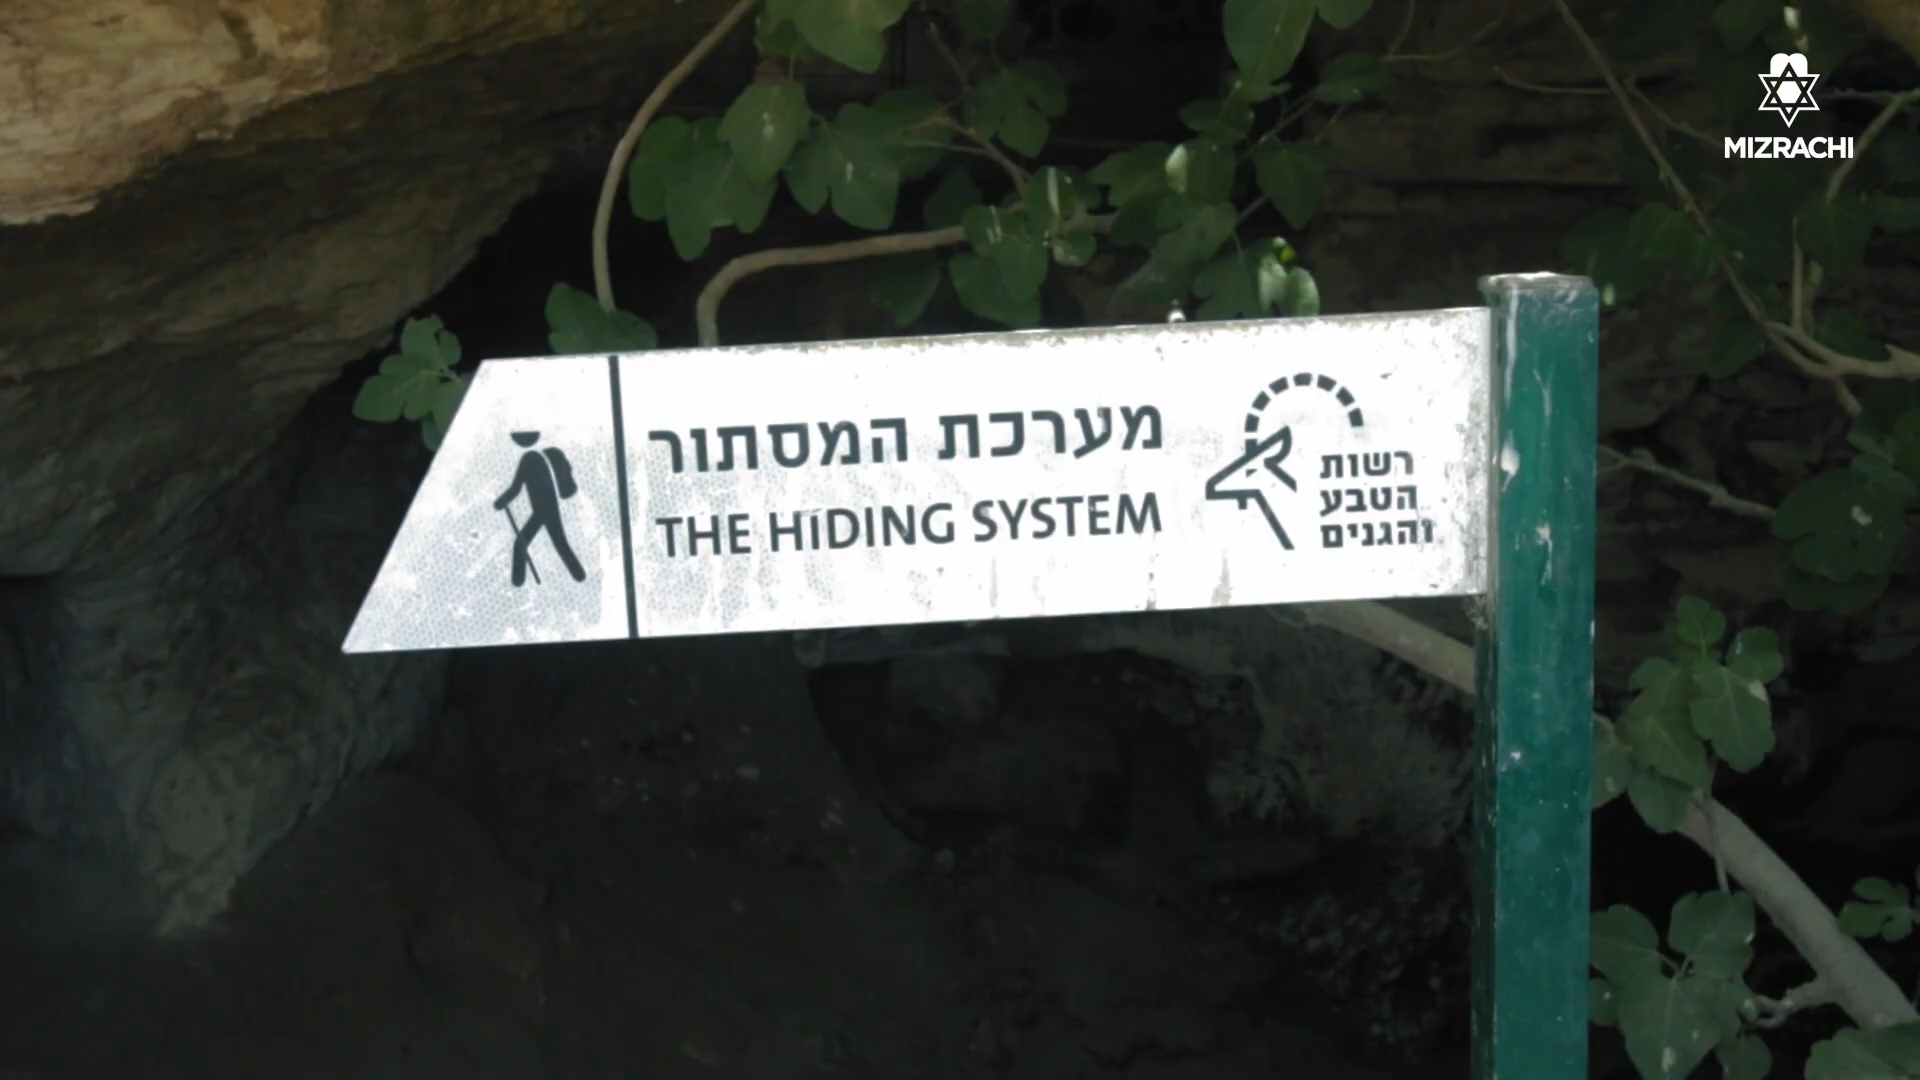 מערכת המסתור
THE HIDING SYSTEM
רשות
הטבע
והגנים
MIZRACHI